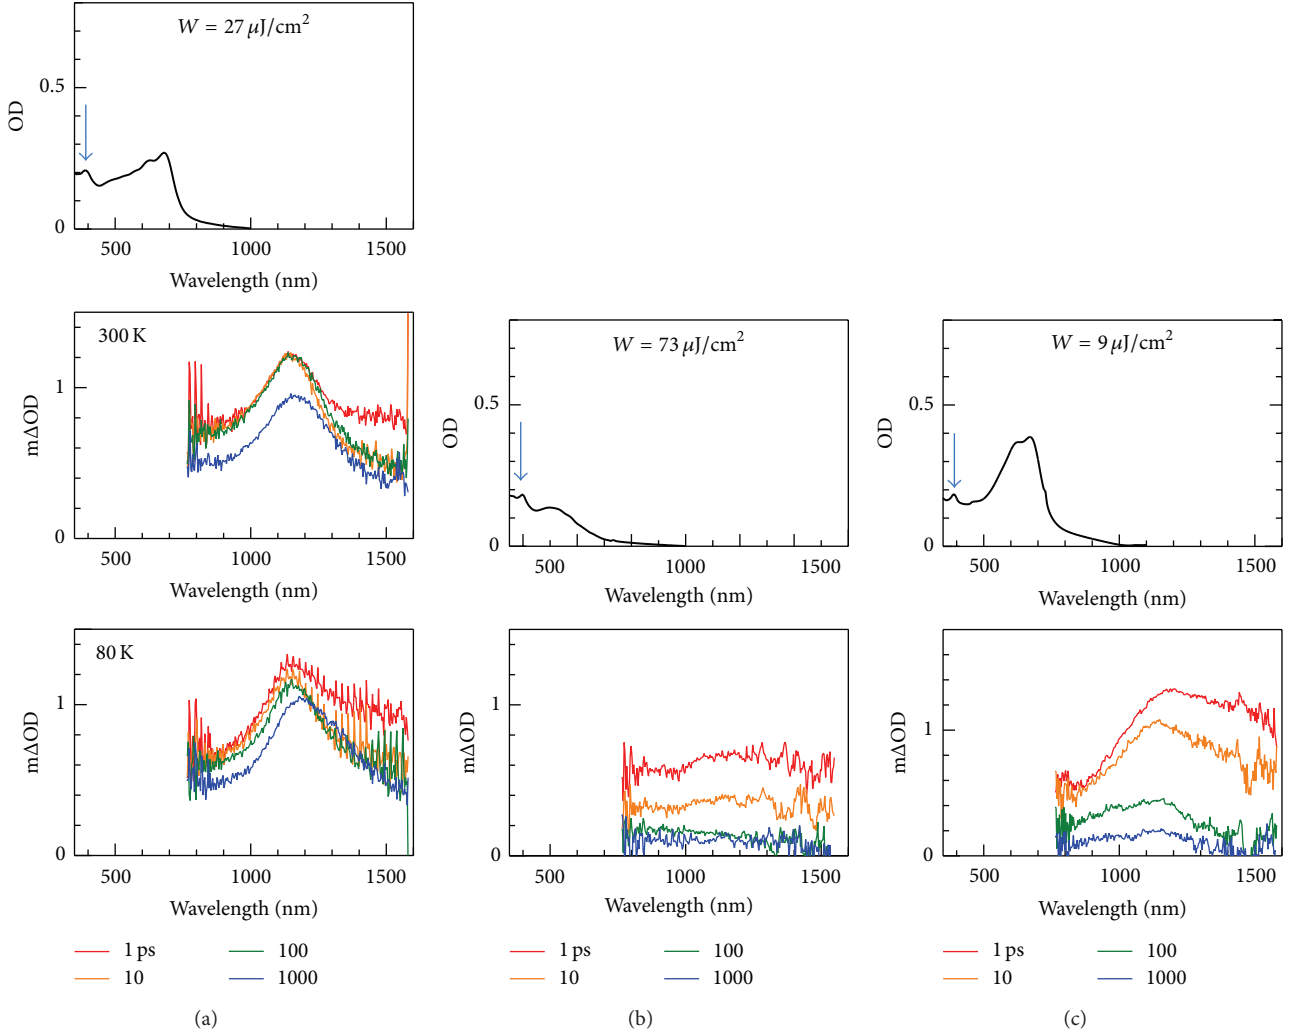 W = 27 μJ/cm²
0.5
0
OD
500 1000 1500
Wavelength (nm)
300 K
1
0
mΔOD
500 1000 1500
Wavelength (nm)
80 K
1
0
mΔOD
500 1000 1500
Wavelength (nm)
1 ps 100
10 1000
(a)
W = 73 μJ/cm²
0.5
0
OD
500 1000 1500
Wavelength (nm)
1
0
mΔOD
500 1000 1500
Wavelength (nm)
1 ps 100
10 1000
(b)
W = 9 μJ/cm²
0.5
0
OD
500 1000 1500
Wavelength (nm)
1
0
mΔOD
500 1000 1500
Wavelength (nm)
1 ps 100
10 1000
(c)